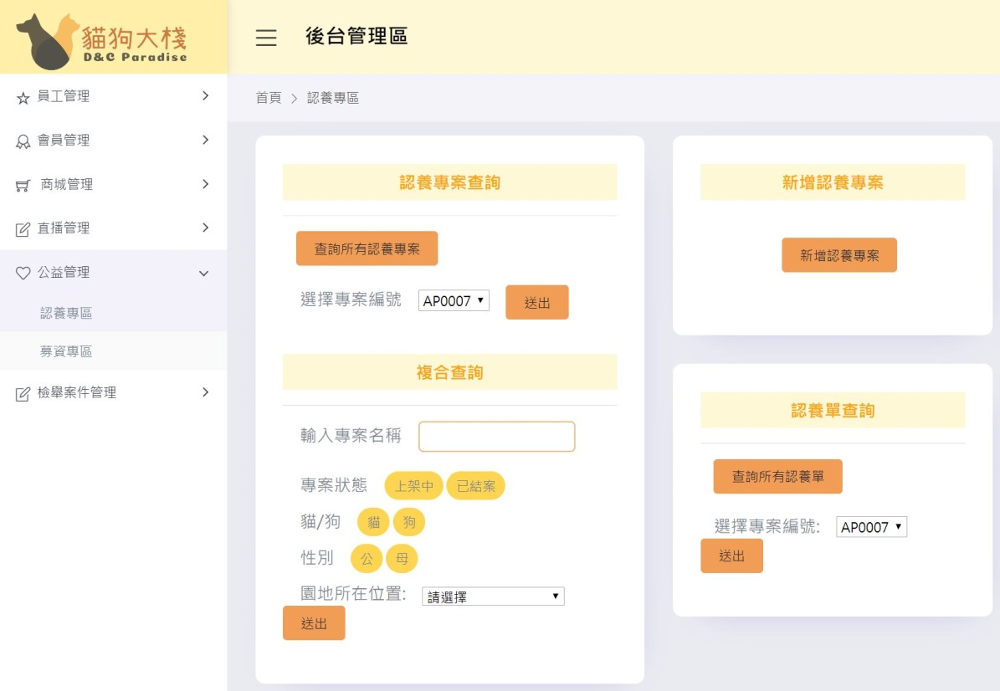 貓狗大棧
D&C Paradise
後台管理區
員工管理
會員管理
商城管理
直播管理
公益管理
認養專區
募資專區
檢舉案件管理
首頁 > 認養專區
認養專案查詢
查詢所有認養專案
選擇專案編號 AP0007 送出
複合查詢
輸入專案名稱
專案狀態 上架中 已結案
貓/狗 貓 狗
性別 公 母
園地所在位置: 請選擇
送出
新增認養專案
新增認養專案
認養單查詢
查詢所有認養單
選擇專案編號: AP0007
送出